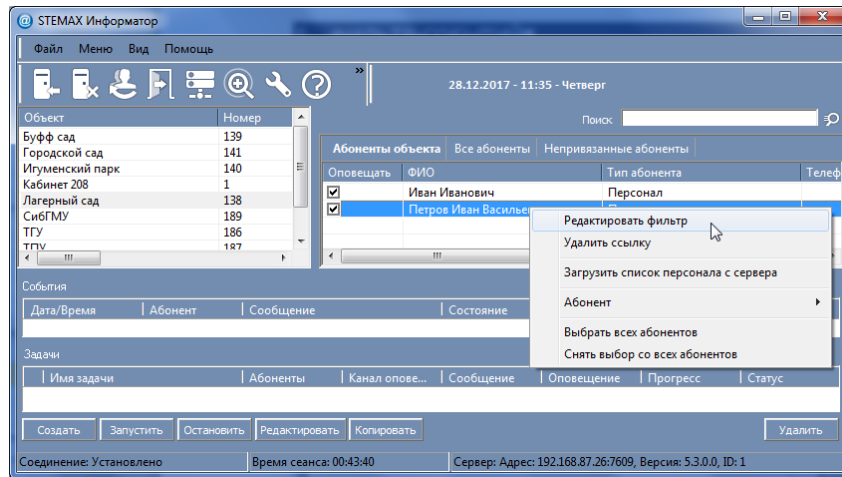 STEMAX Информатор
Файл Меню Вид Помощь
»
28.12.2017 - 11:35 - Четверг
Объект Номер
Буфф сад 139
Городской сад 141
Игуменский парк 140
Кабинет 208 1
Лагерный сад 138
СибГМУ 189
ТГУ 186
ТПУ 187
Поиск
Абоненты объекта Все абоненты Непривязанные абоненты
Оповещать ФИО Тип абонента Телеф
Иван Иванович Персонал
Петров Иван Василье
Редактировать фильтр
Удалить ссылку
Загрузить список персонала с сервера
Абонент
Выбрать всех абонентов
Снять выбор со всех абонентов
События
Дата/Время Абонент Сообщение Состояние
Задачи
Имя задачи Абоненты Канал опове... Сообщение Оповещение Прогресс Статус
Создать Запустить Остановить Редактировать Копировать Удалить
Соединение: Установлено Время сеанса: 00:43:40 Сервер: Адрес: 192.168.87.26:7609, Версия: 5.3.0.0, ID: 1